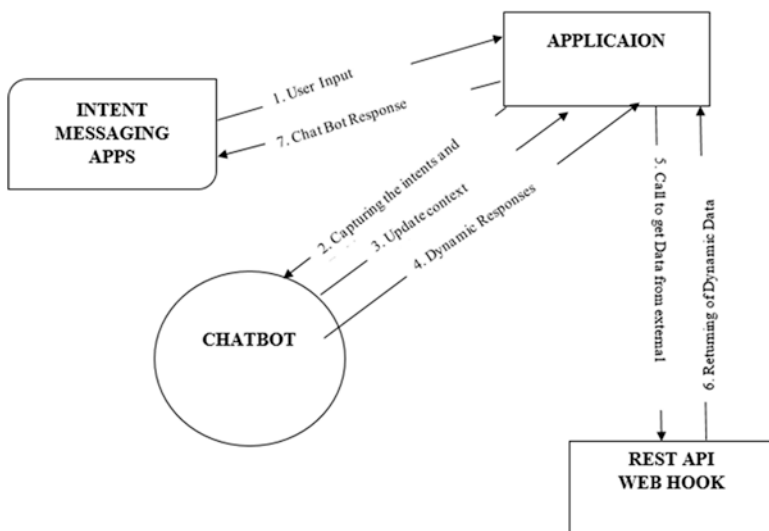 APPLICAION
INTENT
MESSAGING
APPS
1. User Input
7. Chat Bot Response
2. Capturing the intents and
3. Update context
4. Dynamic Responses
5. Call to get Data from external
6. Returning of Dynamic Data
CHATBOT
REST API
WEB HOOK